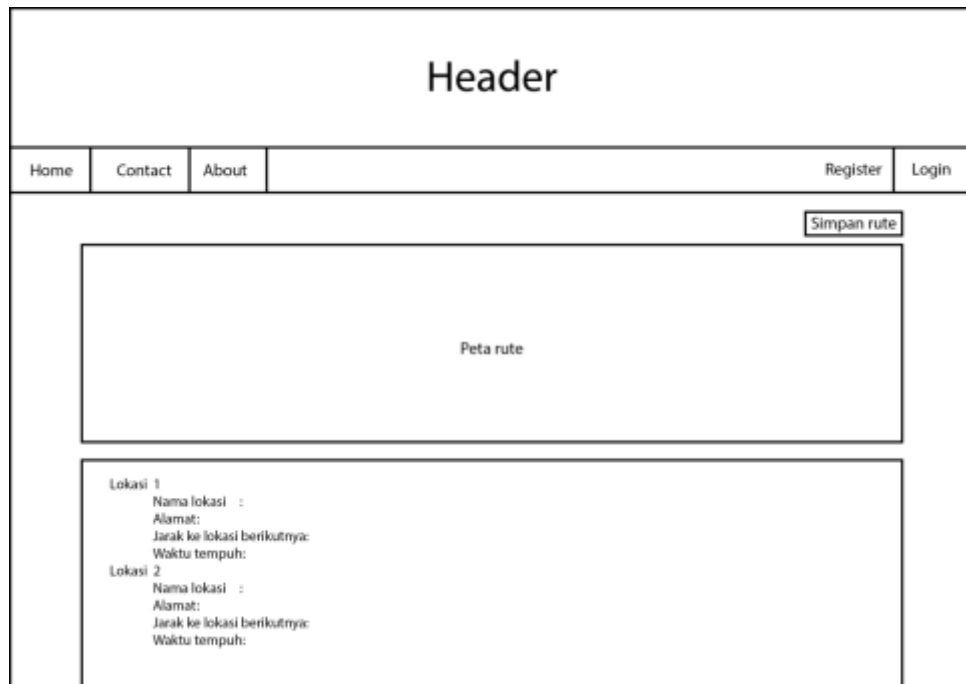 Header
Home Contact About Register Login
Simpan rute
Peta rute
Lokasi 1
Nama lokasi :
Alamat:
Jarak ke lokasi berikutnya:
Waktu tempuh:
Lokasi 2
Nama lokasi :
Alamat:
Jarak ke lokasi berikutnya:
Waktu tempuh: